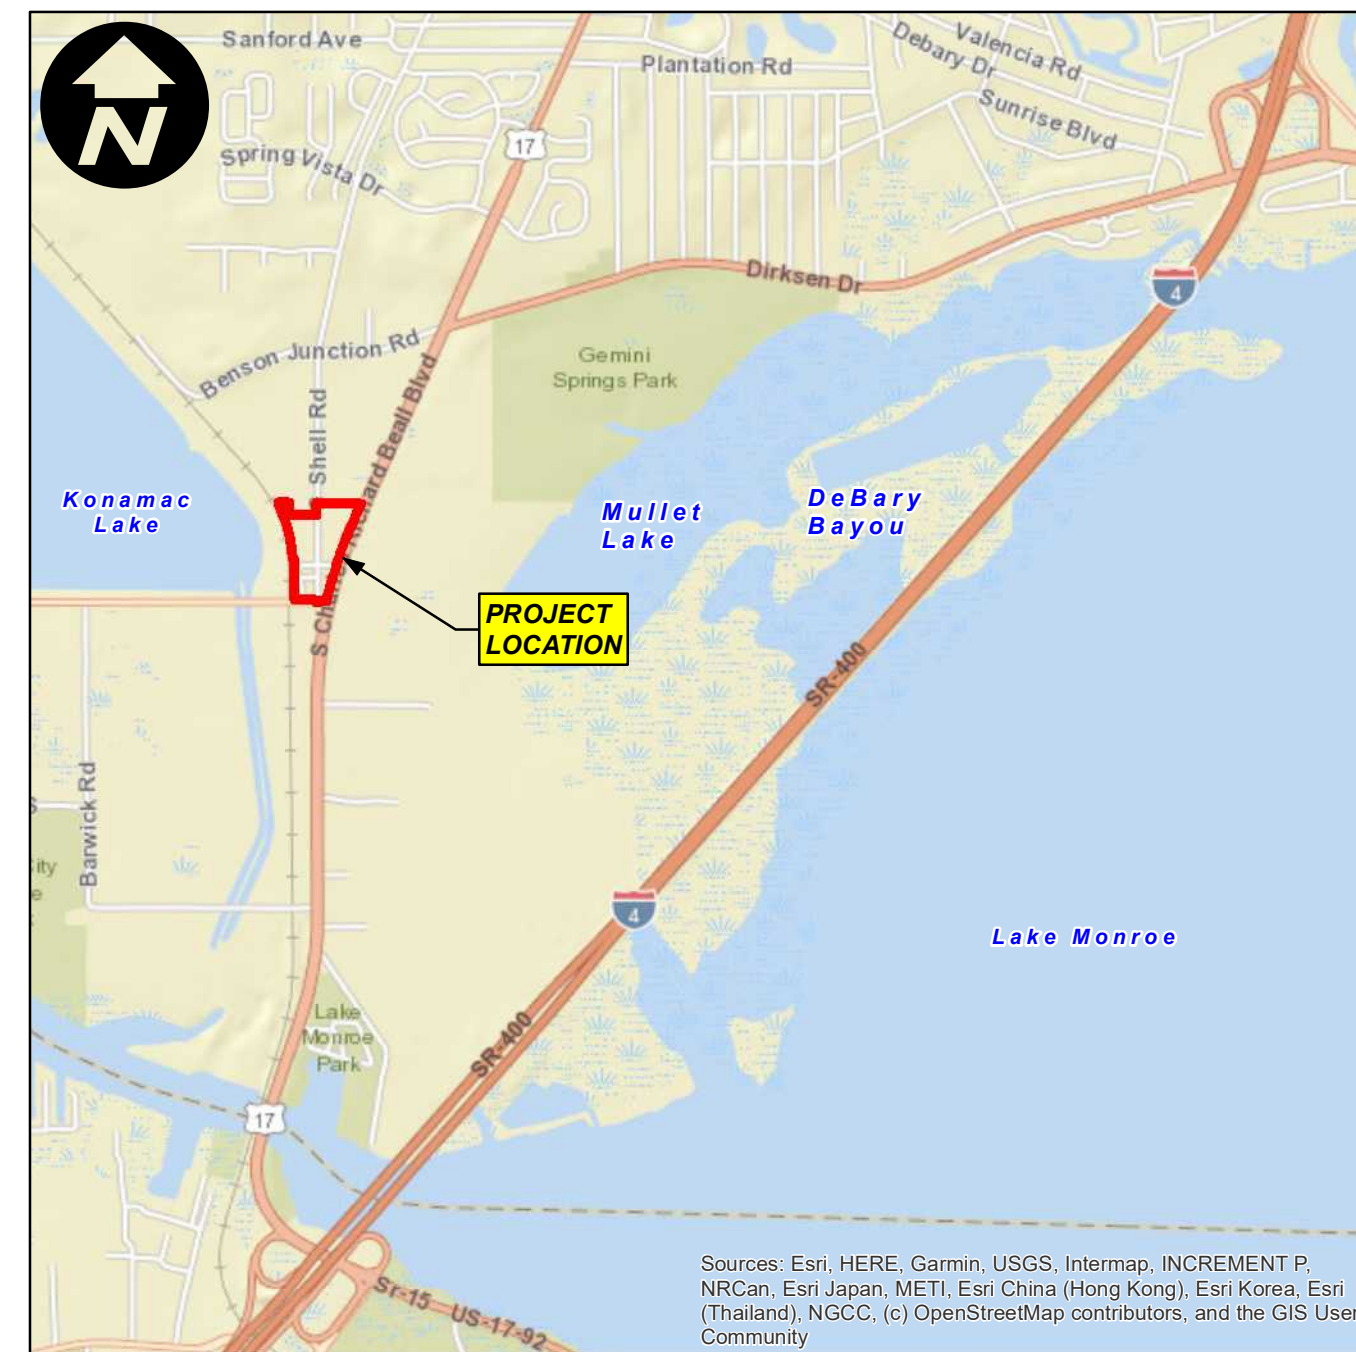 N
Sanford Ave
Plantation Rd
Debary Dr
Valencia Rd
Sunrise Blvd
17
Spring Vista Dr
Dirksen Dr
4
Benson Junction Rd
Gemini
Springs Park
Shell Rd
S Charles Richard Beall Blvd
Konamac
Lake
Mullet
Lake
DeBary
Bayou
PROJECT
LOCATION
SR-400
Barwick Rd
4
Lake Monroe
Lake
Monroe
Park
SR-400
17
Sr-15
US-17-92
Sources: Esri, HERE, Garmin, USGS, Intermap, INCREMENT P,
NRCan, Esri Japan, METI, Esri China (Hong Kong), Esri Korea, Esri
(Thailand), NGCC, (c) OpenStreetMap contributors, and the GIS User
Community